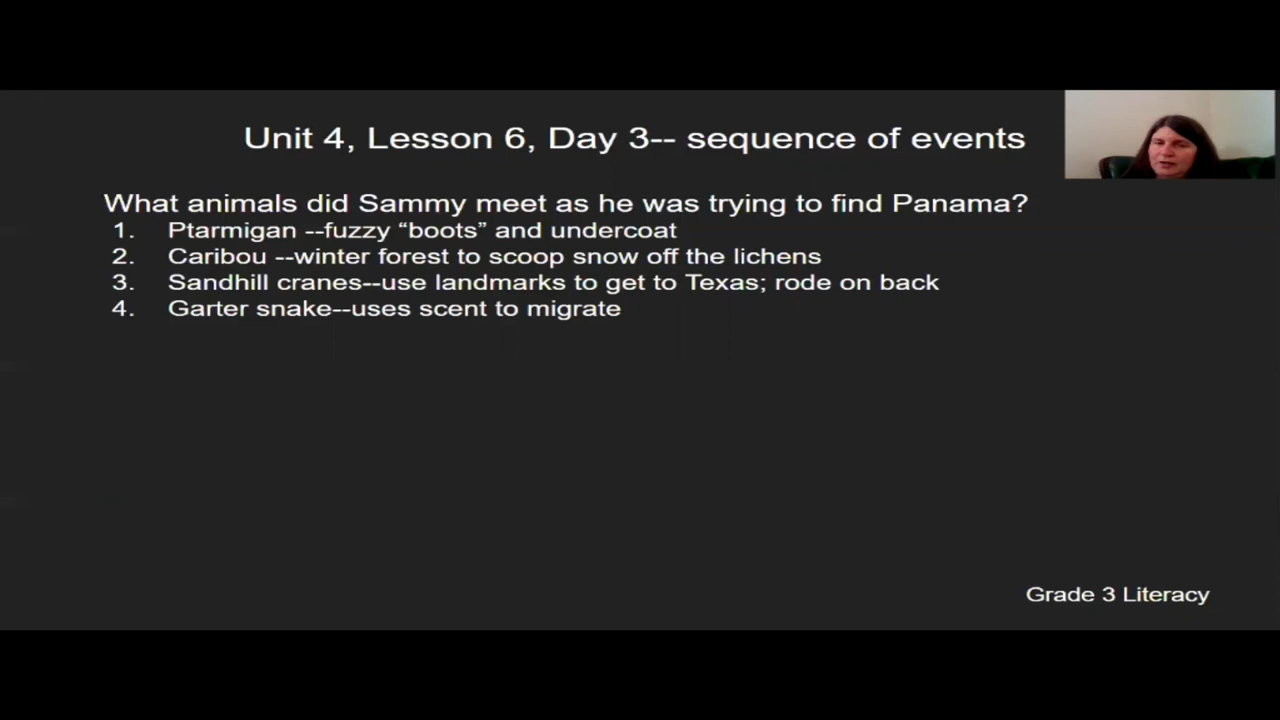 Unit 4, Lesson 6, Day 3-- sequence of events
What animals did Sammy meet as he was trying to find Panama?
1. Ptarmigan --fuzzy “boots” and undercoat
2. Caribou --winter forest to scoop snow off the lichens
3. Sandhill cranes--use landmarks to get to Texas; rode on back
4. Garter snake--uses scent to migrate
Grade 3 Literacy